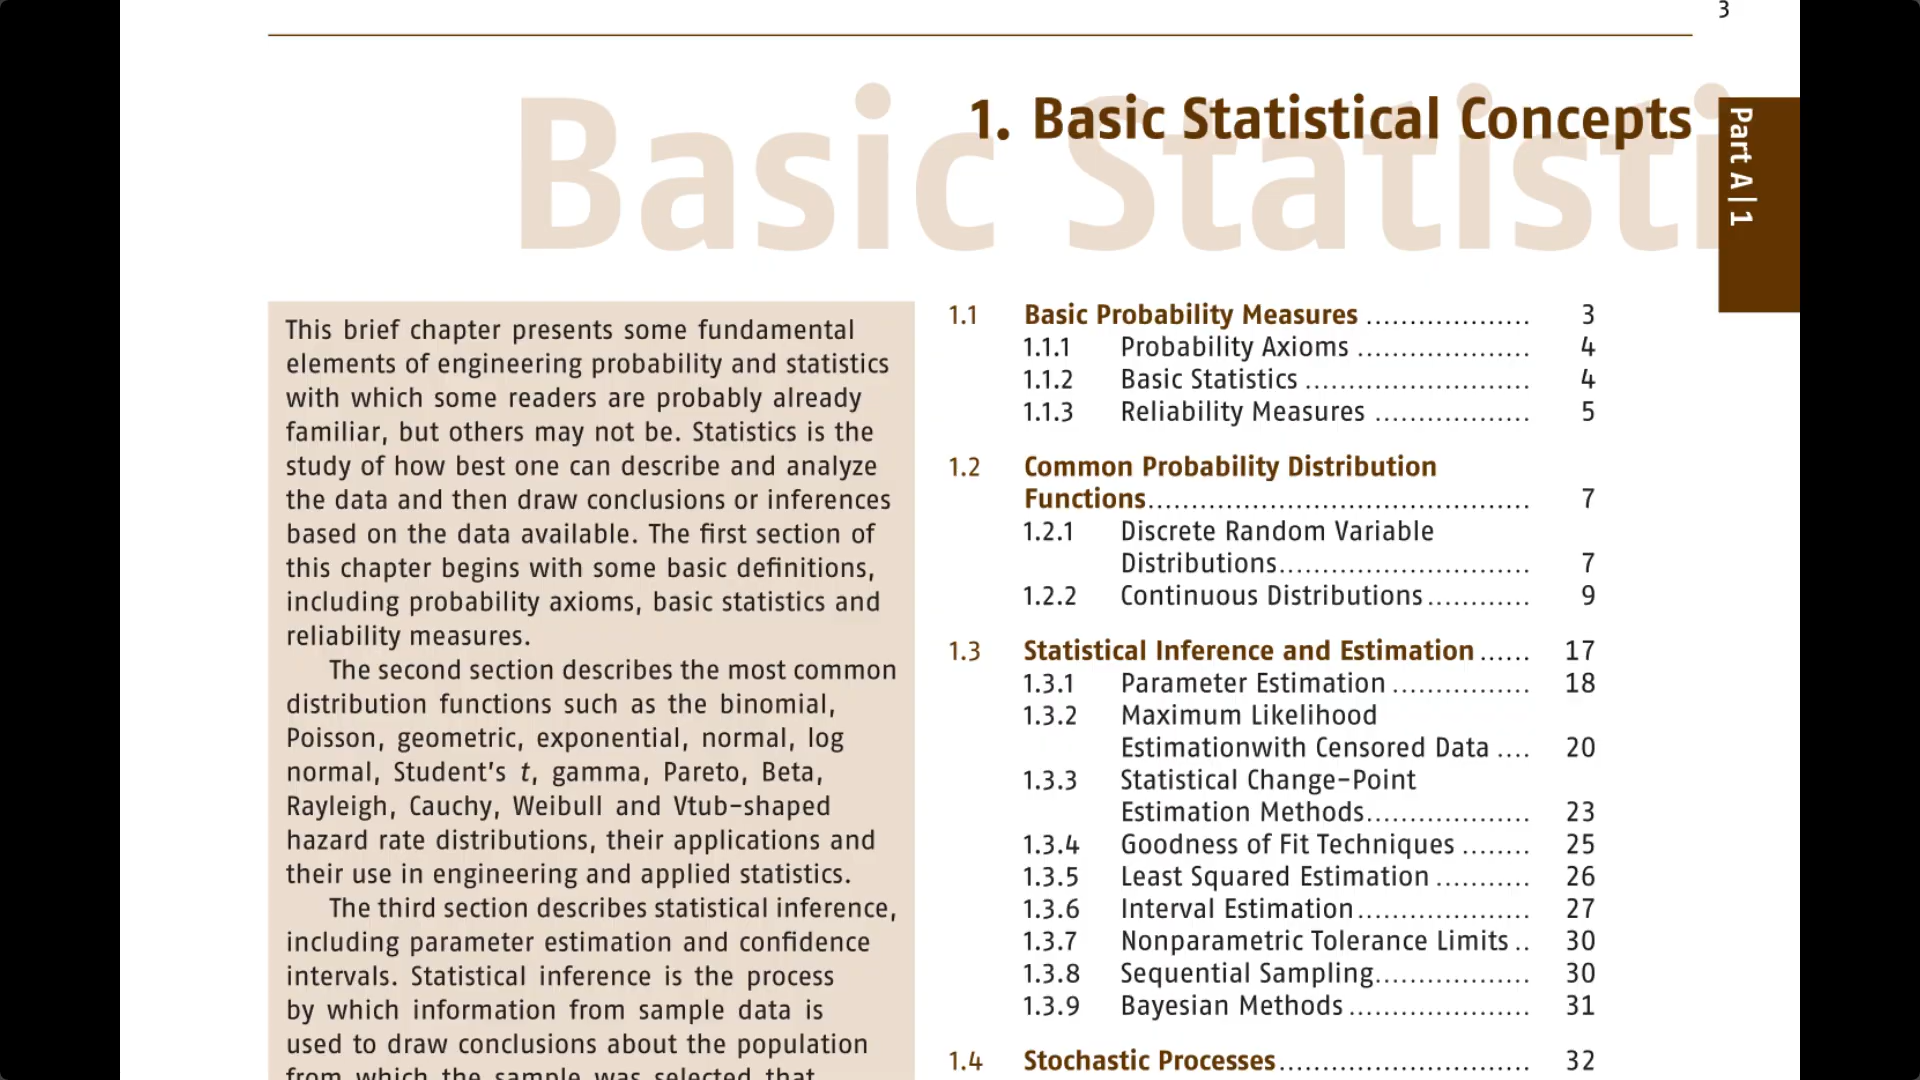 3
1. Basic Statistical Concepts
Basic Statisti
Part A | 1
This brief chapter presents some fundamental
elements of engineering probability and statistics
with which some readers are probably already
familiar, but others may not be. Statistics is the
study of how best one can describe and analyze
the data and then draw conclusions or inferences
based on the data available. The first section of
this chapter begins with some basic definitions,
including probability axioms, basic statistics and
reliability measures.
The second section describes the most common
distribution functions such as the binomial,
Poisson, geometric, exponential, normal, log
normal, Student's t, gamma, Pareto, Beta,
Rayleigh, Cauchy, Weibull and Vtub-shaped
hazard rate distributions, their applications and
their use in engineering and applied statistics.
The third section describes statistical inference,
including parameter estimation and confidence
intervals. Statistical inference is the process
by which information from sample data is
used to draw conclusions about the population
from which the sample was selected that
1.1 Basic Probability Measures ................... 3
1.1.1 Probability Axioms .................... 4
1.1.2 Basic Statistics .......................... 4
1.1.3 Reliability Measures .................. 5
1.2 Common Probability Distribution
Functions............................................ 7
1.2.1 Discrete Random Variable
Distributions............................. 7
1.2.2 Continuous Distributions............ 9
1.3 Statistical Inference and Estimation ...... 17
1.3.1 Parameter Estimation ................ 18
1.3.2 Maximum Likelihood
Estimationwith Censored Data .... 20
1.3.3 Statistical Change-Point
Estimation Methods................... 23
1.3.4 Goodness of Fit Techniques ........ 25
1.3.5 Least Squared Estimation ........... 26
1.3.6 Interval Estimation.................... 27
1.3.7 Nonparametric Tolerance Limits .. 30
1.3.8 Sequential Sampling.................. 30
1.3.9 Bayesian Methods ..................... 31
1.4 Stochastic Processes............................. 32